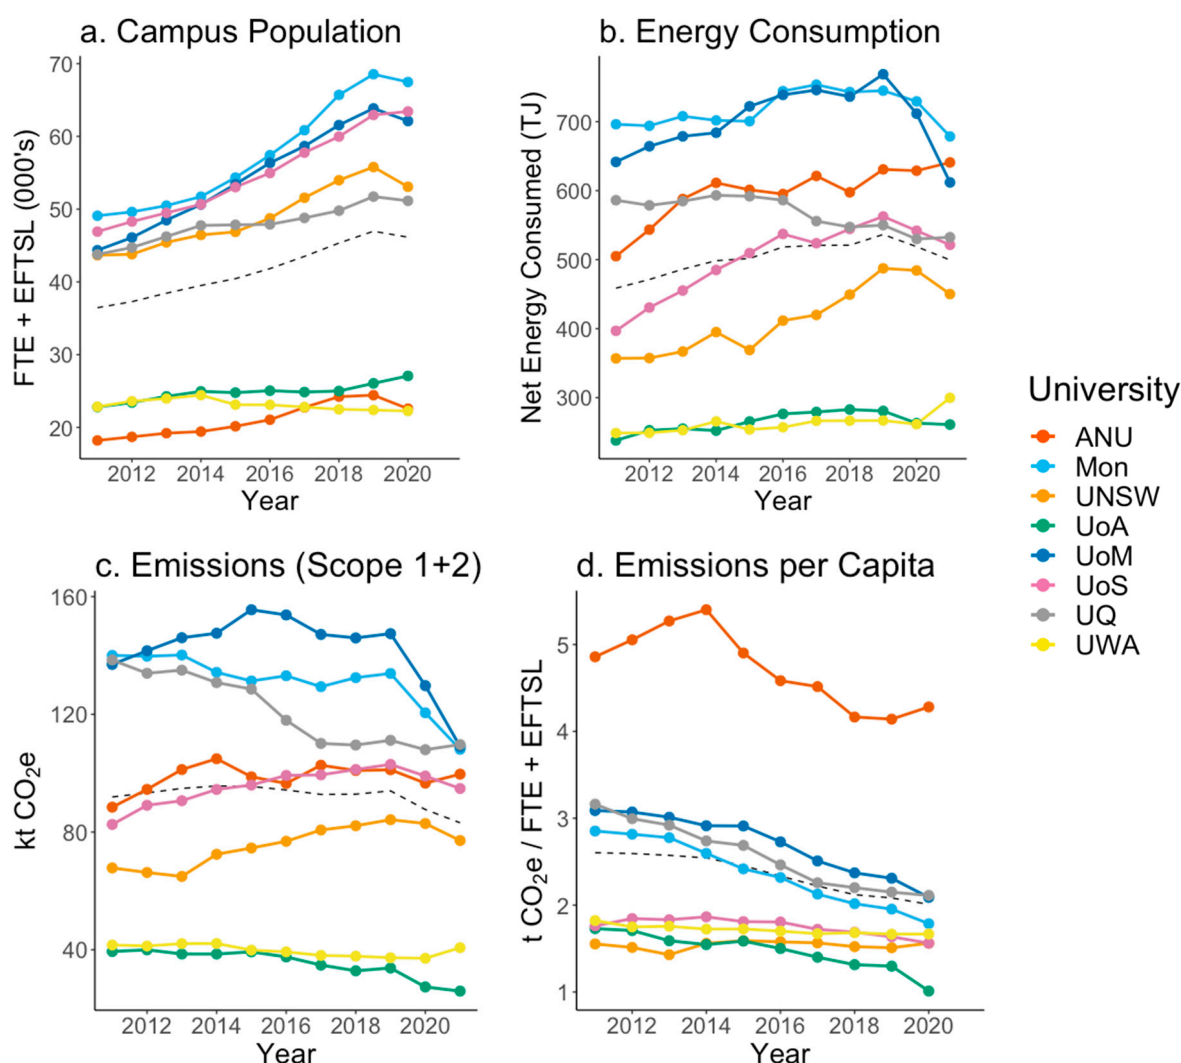 a. Campus Population
FTE + EFTSL (000's)
70
60
50
40
30
20
2012 2014 2016 2018 2020
Year
b. Energy Consumption
Net Energy Consumed (TJ)
700
600
500
400
300
2012 2014 2016 2018 2020
Year
c. Emissions (Scope 1+2)
kt CO₂e
160
120
80
40
2012 2014 2016 2018 2020
Year
d. Emissions per Capita
t CO₂e / FTE + EFTSL
5
4
3
2
1
2012 2014 2016 2018 2020
Year
University
ANU
Mon
UNSW
UoA
UoM
UoS
UQ
UWA